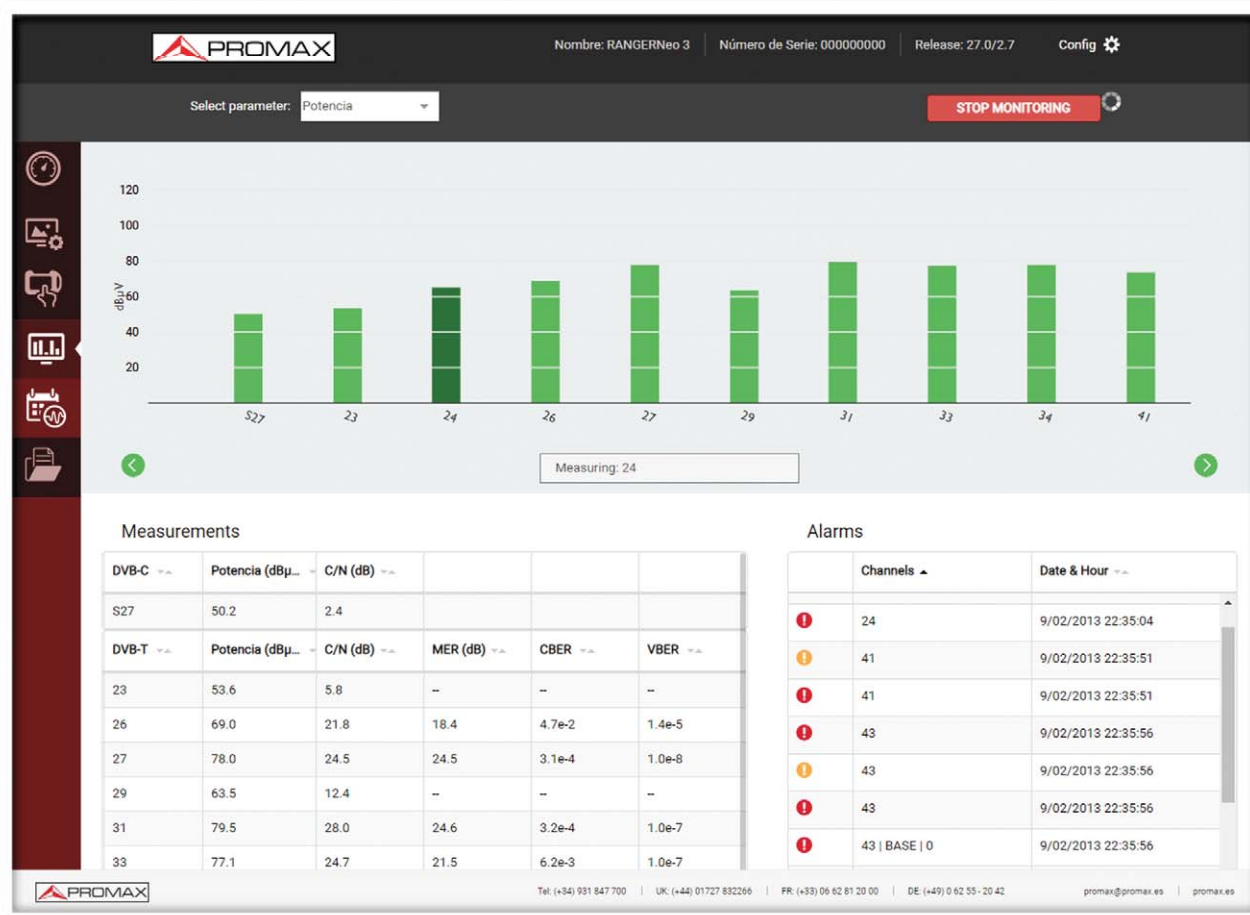 PROMAX
Nombre: RANGERNeo 3 | Número de Serie: 000000000 | Release: 27.0/2.7 Config
Select parameter: Potencia
STOP MONITORING
120
100
80
dBµV
60
40
20
S27 23 24 26 27 29 31 33 34 41
Measuring: 24
Measurements
DVB-C Potencia (dBµ... C/N (dB)
S27 50.2 2.4
DVB-T Potencia (dBµ... C/N (dB) MER (dB) CBER VBER
23 53.6 5.8 -- -- --
26 69.0 21.8 18.4 4.7e-2 1.4e-5
27 78.0 24.5 24.5 3.1e-4 1.0e-8
29 63.5 12.4 -- -- --
31 79.5 28.0 24.6 3.2e-4 1.0e-7
33 77.1 24.7 21.5 6.2e-3 1.0e-7
Alarms
Channels Date & Hour
24 9/02/2013 22:35:04
41 9/02/2013 22:35:51
41 9/02/2013 22:35:51
43 9/02/2013 22:35:56
43 9/02/2013 22:35:56
43 9/02/2013 22:35:56
43 | BASE | 0 9/02/2013 22:35:56
PROMAX
Tel: (+34) 931 847 700 | UK: (+44) 01727 832266 | FR: (+33) 06 62 81 20 00 | DE: (+49) 0 62 55 - 20 42
promax@promax.es | promax.es